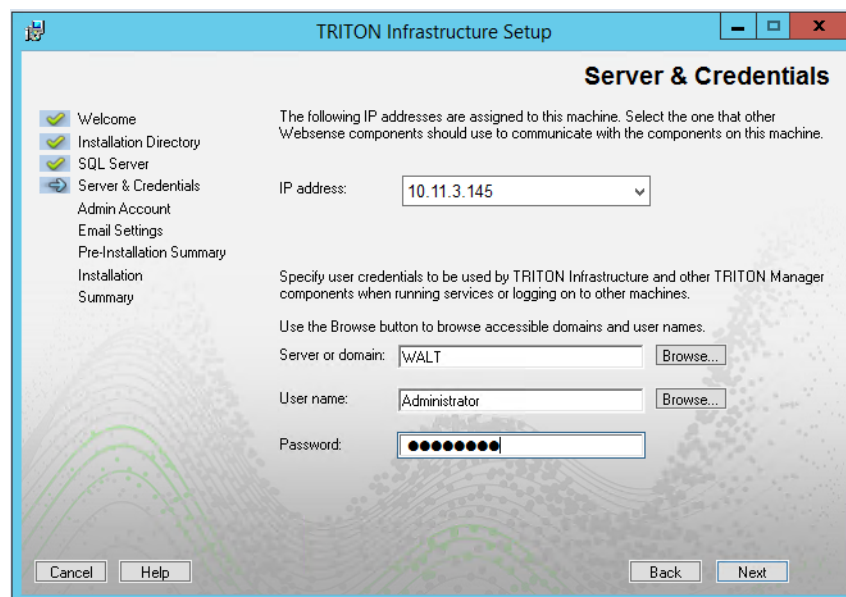 TRITON Infrastructure Setup
Server & Credentials
Welcome
Installation Directory
SQL Server
Server & Credentials
Admin Account
Email Settings
Pre-Installation Summary
Installation
Summary
The following IP addresses are assigned to this machine. Select the one that other
Websense components should use to communicate with the components on this machine.
IP address: 10.11.3.145
Specify user credentials to be used by TRITON Infrastructure and other TRITON Manager
components when running services or logging on to other machines.
Use the Browse button to browse accessible domains and user names.
Server or domain: WALT Browse...
User name: Administrator Browse...
Password: ●●●●●●●●
Cancel Help Back Next